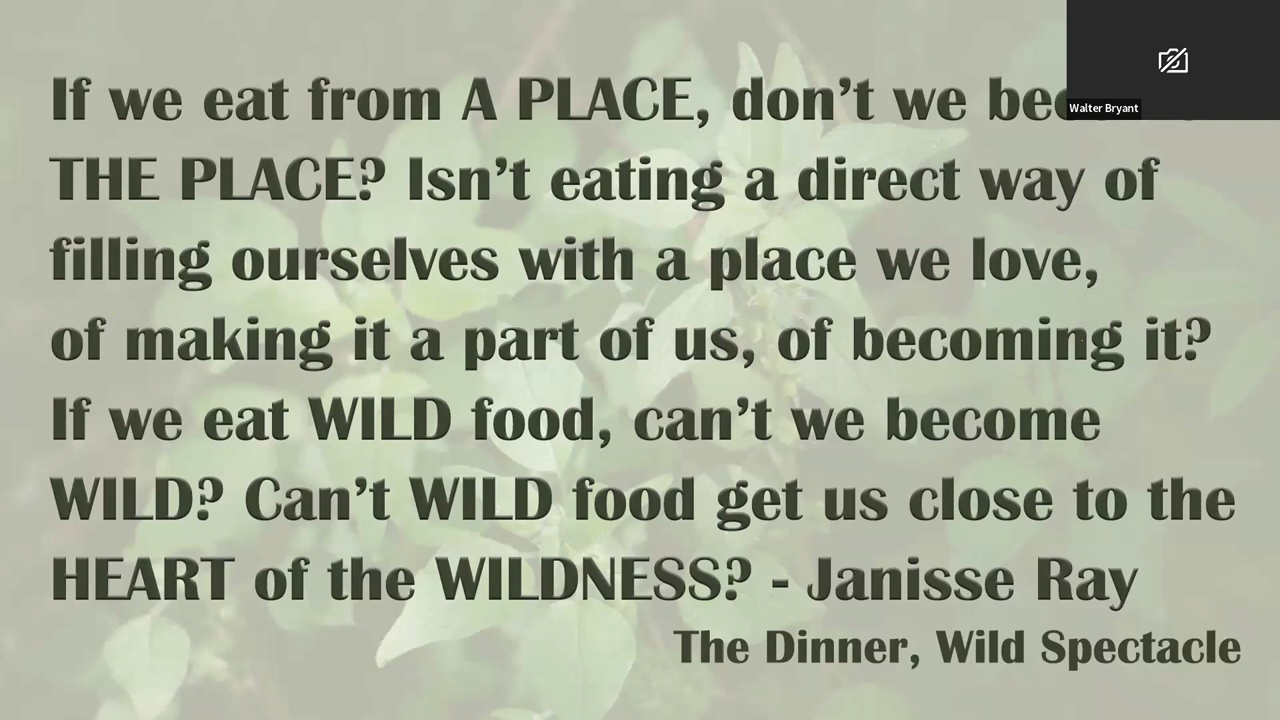 If we eat from A PLACE, don't we
THE PLACE? Isn't eating a direct way of
filling ourselves with a place we love,
of making it a part of us, of becoming it?
If we eat WILD food, can't we become
WILD? Can't WILD food get us close to the
HEART of the WILDNESS? - Janisse Ray
The Dinner, Wild Spectacle
Walter Bryant